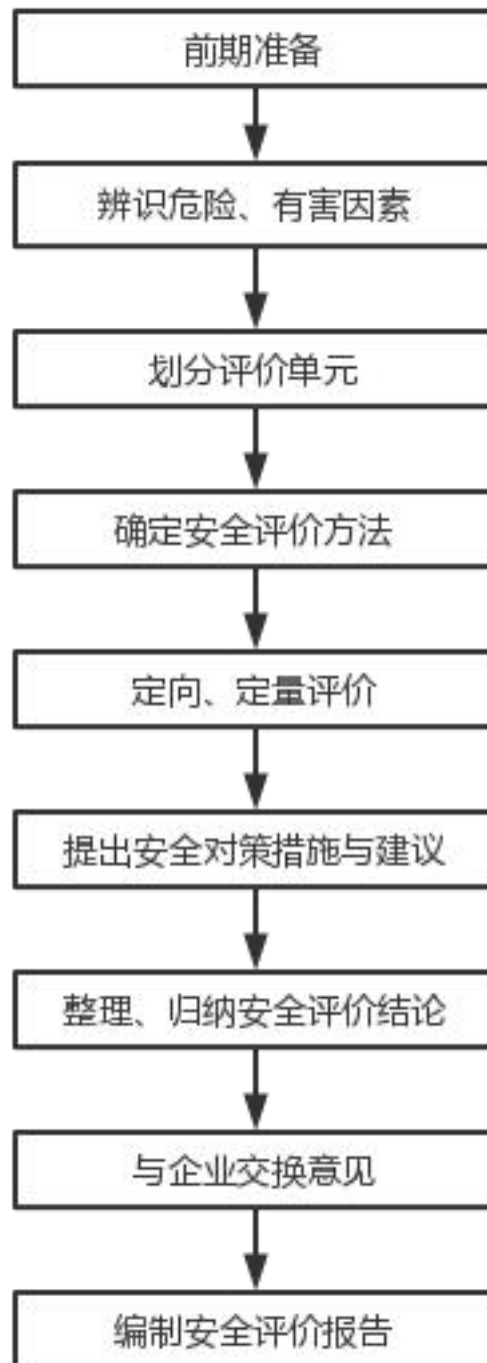 前期准备
辨识危险、有害因素
划分评价单元
确定安全评价方法
定向、定量评价
提出安全对策措施与建议
整理、归纳安全评价结论
与企业交换意见
编制安全评价报告